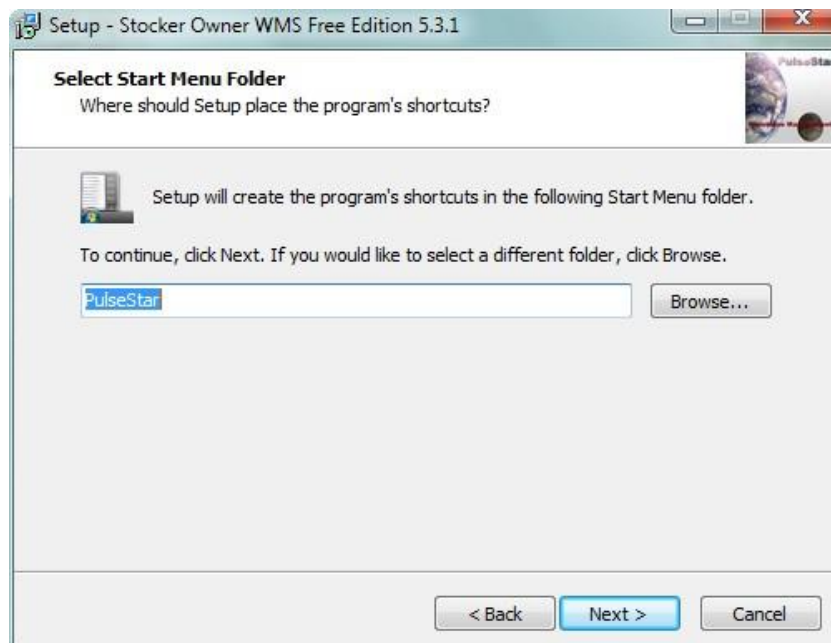 Setup - Stocker Owner WMS Free Edition 5.3.1
Select Start Menu Folder
Where should Setup place the program's shortcuts?
PulseStar
Setup will create the program's shortcuts in the following Start Menu folder.
To continue, click Next. If you would like to select a different folder, click Browse.
PulseStar
Browse...
< Back
Next >
Cancel